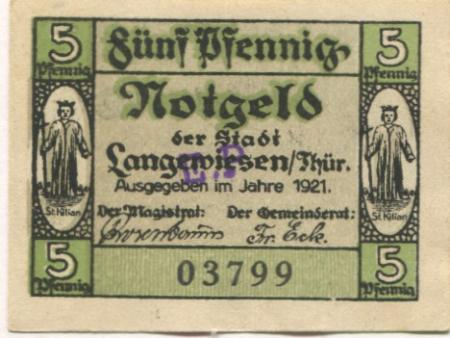 5 Fünf Pfennig 5
Pfennig Pfennig
Notgeld
der Stadt
Langewiesen/Thür.
Ausgegeben im Jahre 1921.
St. Kilian St. Kilian
Der Magistrat: Der Gemeinderat:
Fr. Eck.
5 03799 5
Pfennig Pfennig